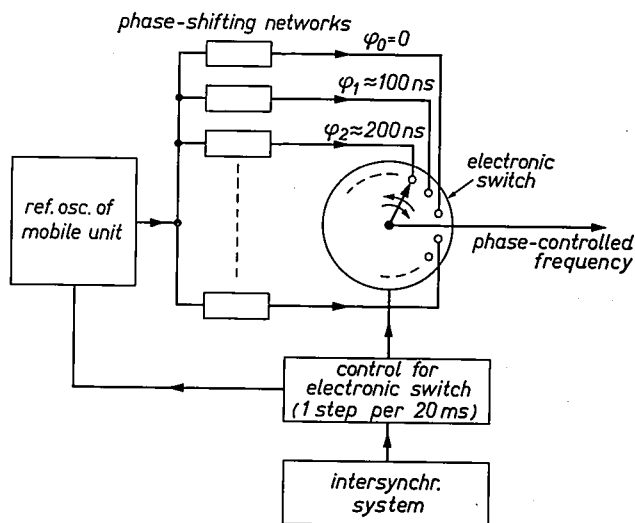 phase-shifting networks
φ₀=0
φ₁≈100 ns
φ₂≈200 ns
electronic
switch
ref. osc. of
mobile unit
phase-controlled
frequency
control for
electronic switch
(1 step per 20 ms)
intersynchr.
system